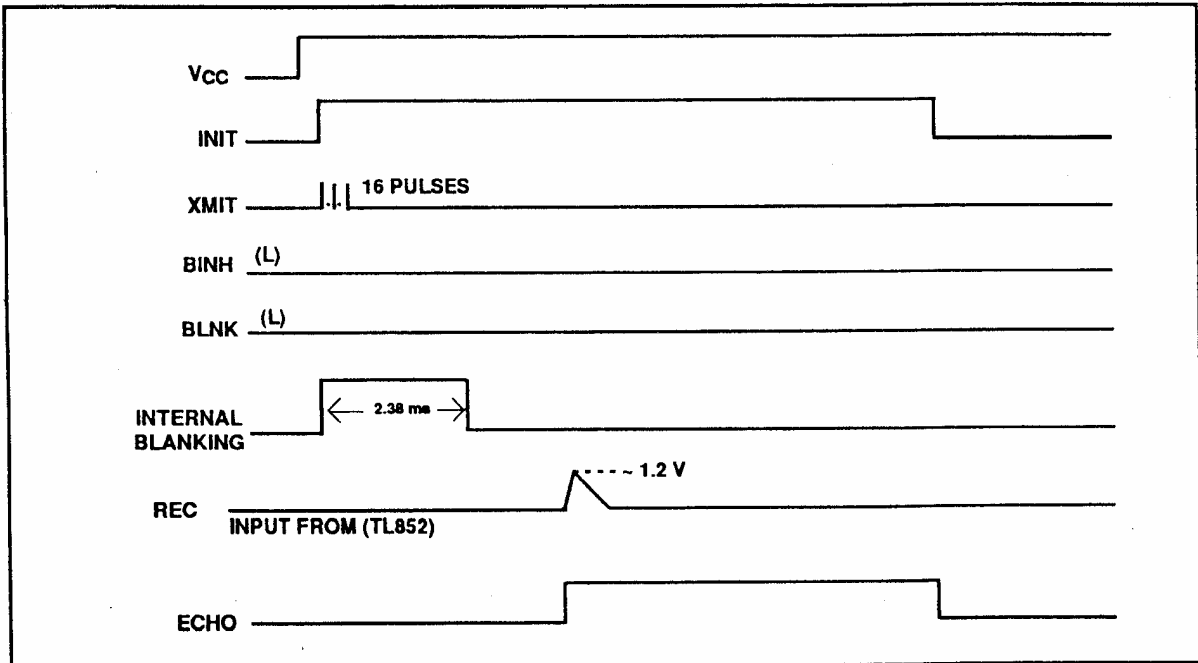 VCC
INIT
XMIT
16 PULSES
BINH
(L)
BLNK
(L)
INTERNAL
BLANKING
2.38 ms
REC
~ 1.2 V
INPUT FROM (TL852)
ECHO